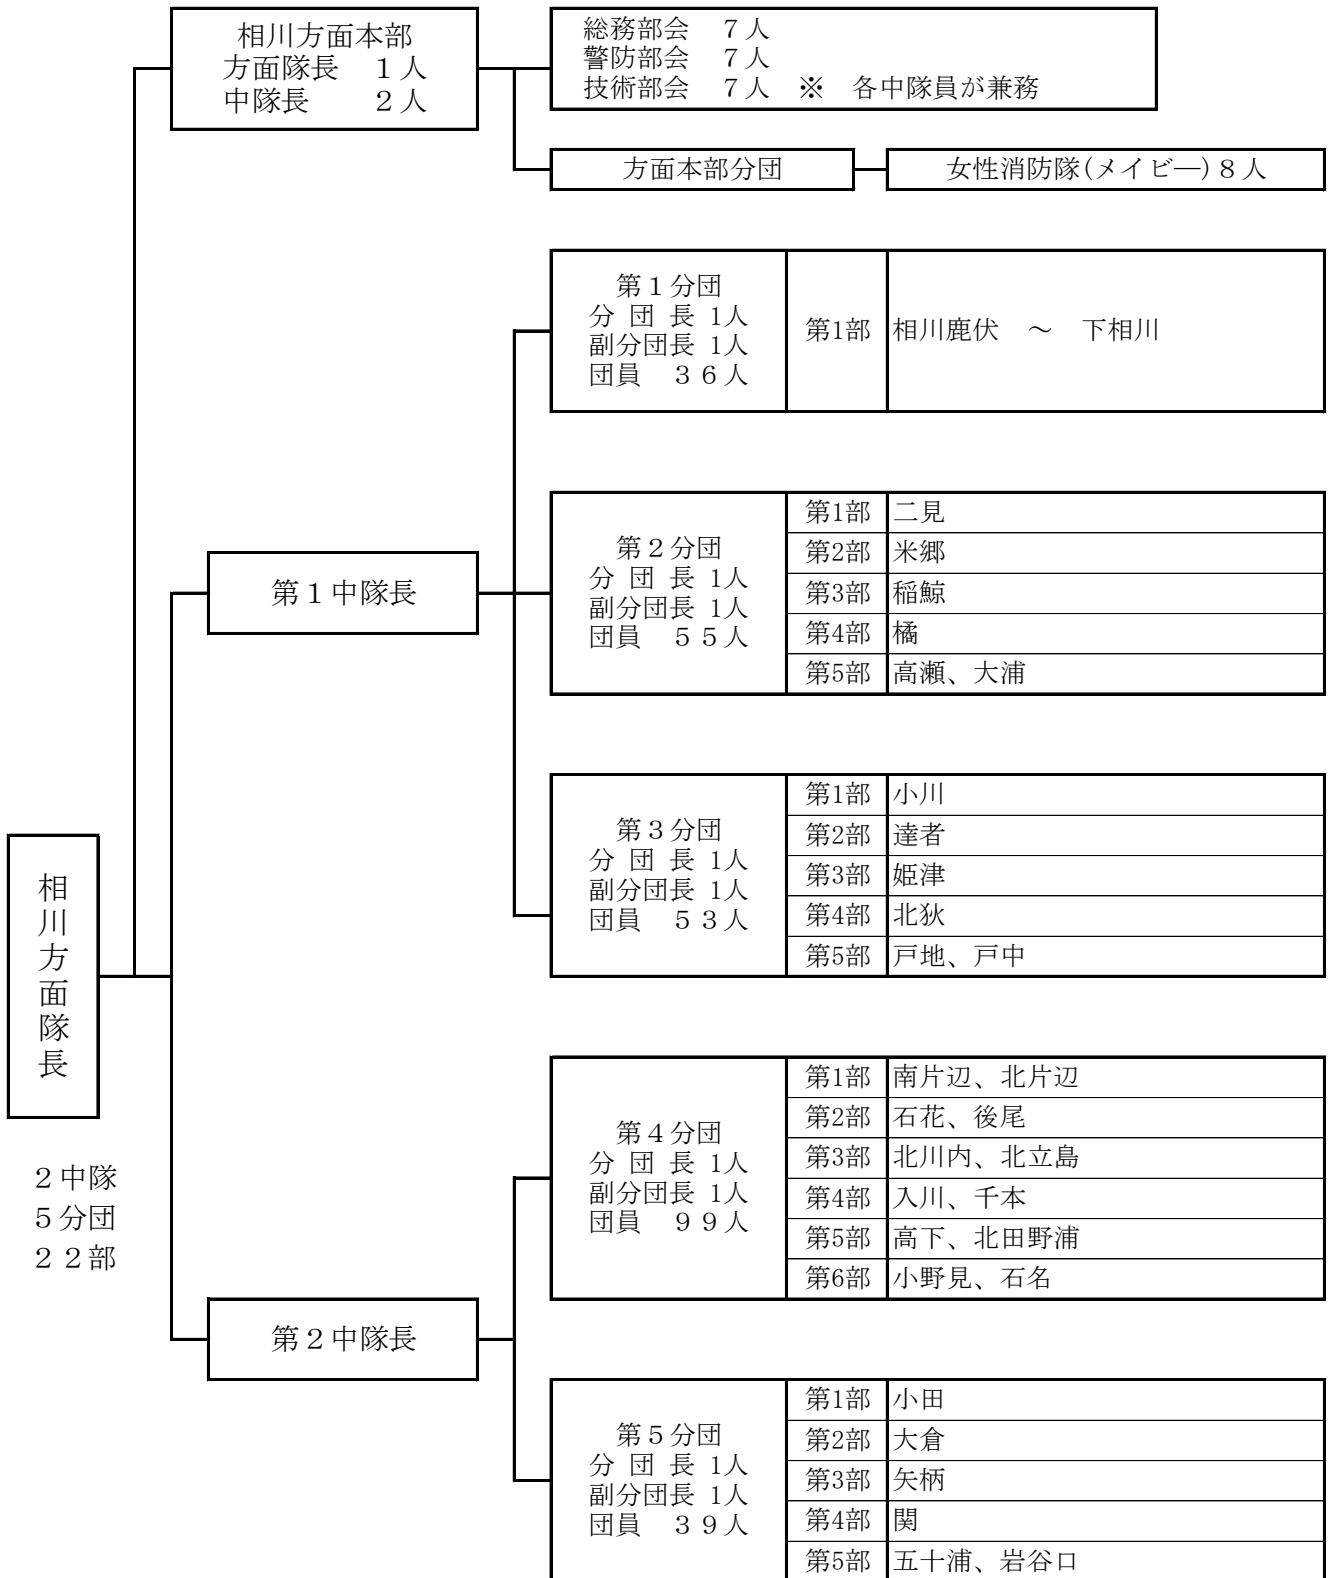 相川方面本部
方面隊長　１人
中隊長　　２人
総務部会　７人
警防部会　７人
技術部会　７人　※　各中隊員が兼務
方面本部分団
女性消防隊(メイビ―)８人
第１分団
分 団 長 1人
副分団長 1人
団員　３６人
第1部 相川鹿伏　～　下相川
第１中隊長
第２分団
分 団 長 1人
副分団長 1人
団員　５５人
第1部 二見
第2部 米郷
第3部 稲鯨
第4部 橘
第5部 高瀬、大浦
第３分団
分 団 長 1人
副分団長 1人
団員　５３人
第1部 小川
第2部 達者
第3部 姫津
第4部 北狄
第5部 戸地、戸中
相川方面隊長
２中隊
５分団
２２部
第４分団
分 団 長 1人
副分団長 1人
団員　９９人
第1部 南片辺、北片辺
第2部 石花、後尾
第3部 北川内、北立島
第4部 入川、千本
第5部 高下、北田野浦
第6部 小野見、石名
第２中隊長
第５分団
分 団 長 1人
副分団長 1人
団員　３９人
第1部 小田
第2部 大倉
第3部 矢柄
第4部 関
第5部 五十浦、岩谷口